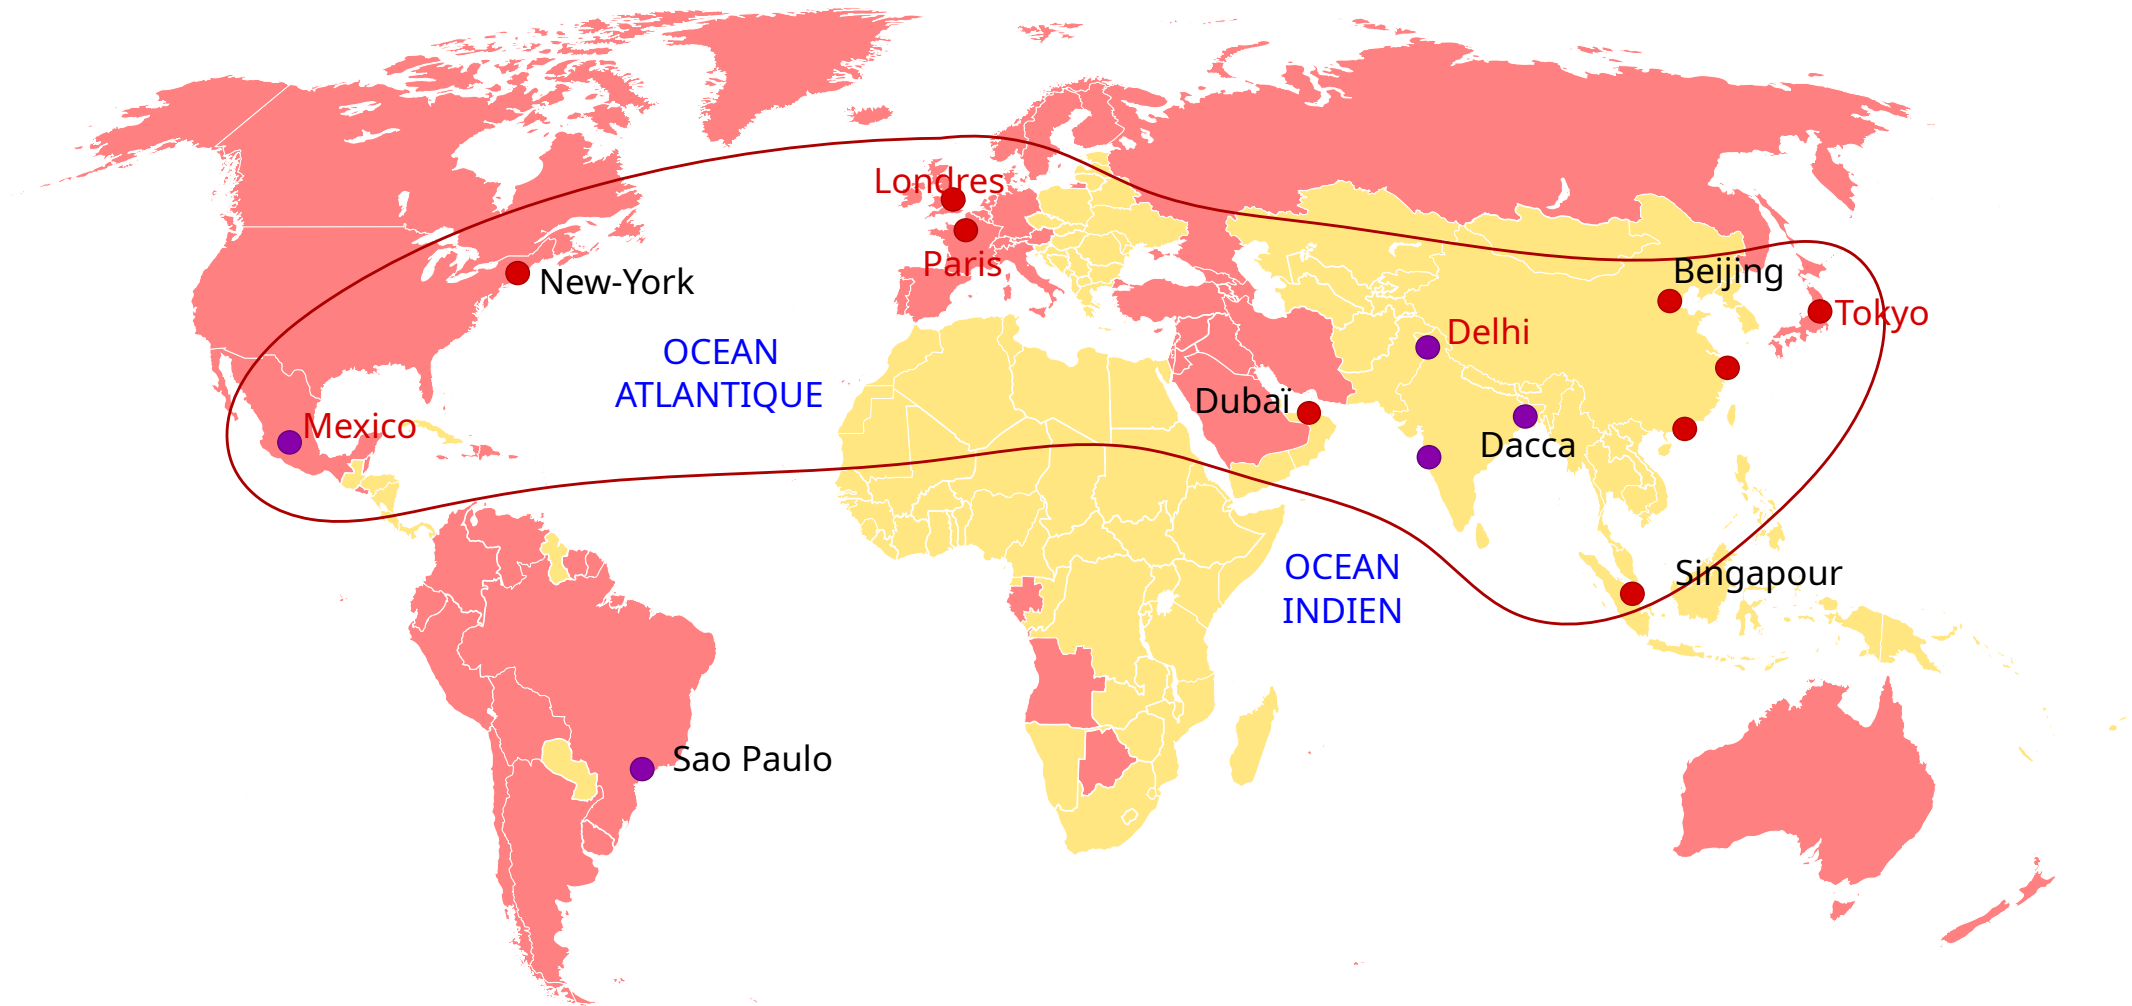 Londres
Paris
New-York
Beijing
Tokyo
Delhi
OCEAN
ATLANTIQUE
Dubaï
Mexico
Dacca
OCEAN
INDIEN
Singapour
Sao Paulo